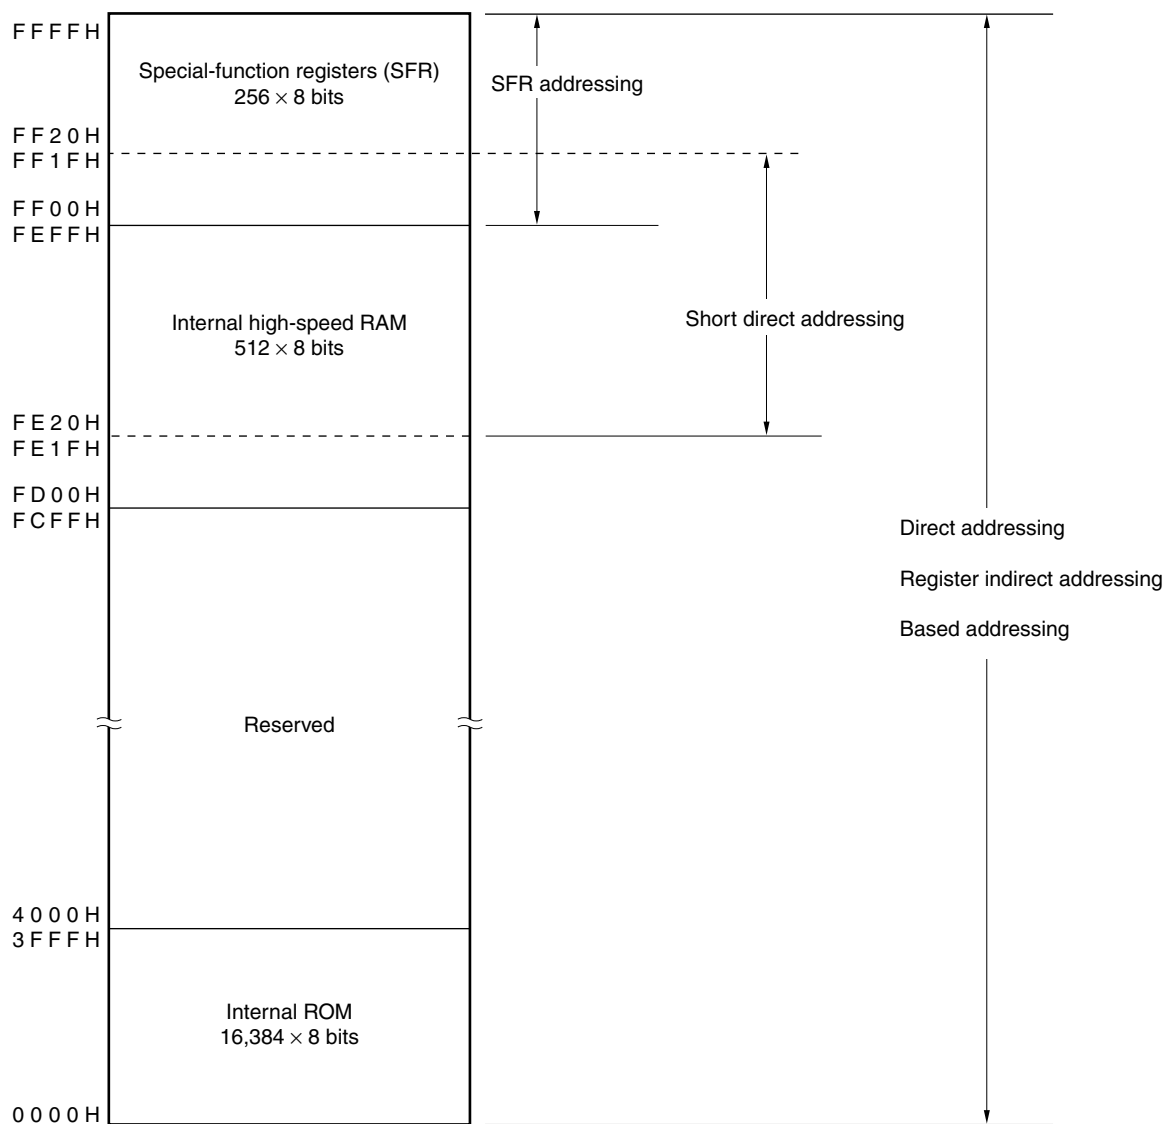 FFFFH
Special-function registers (SFR)
256 × 8 bits
SFR addressing
FF20H
FF1FH
FF00H
FEFFH
Internal high-speed RAM
512 × 8 bits
Short direct addressing
FE20H
FE1FH
FD00H
FCFFH
Direct addressing
Register indirect addressing
Based addressing
Reserved
4000H
3FFFH
Internal ROM
16,384 × 8 bits
0000H